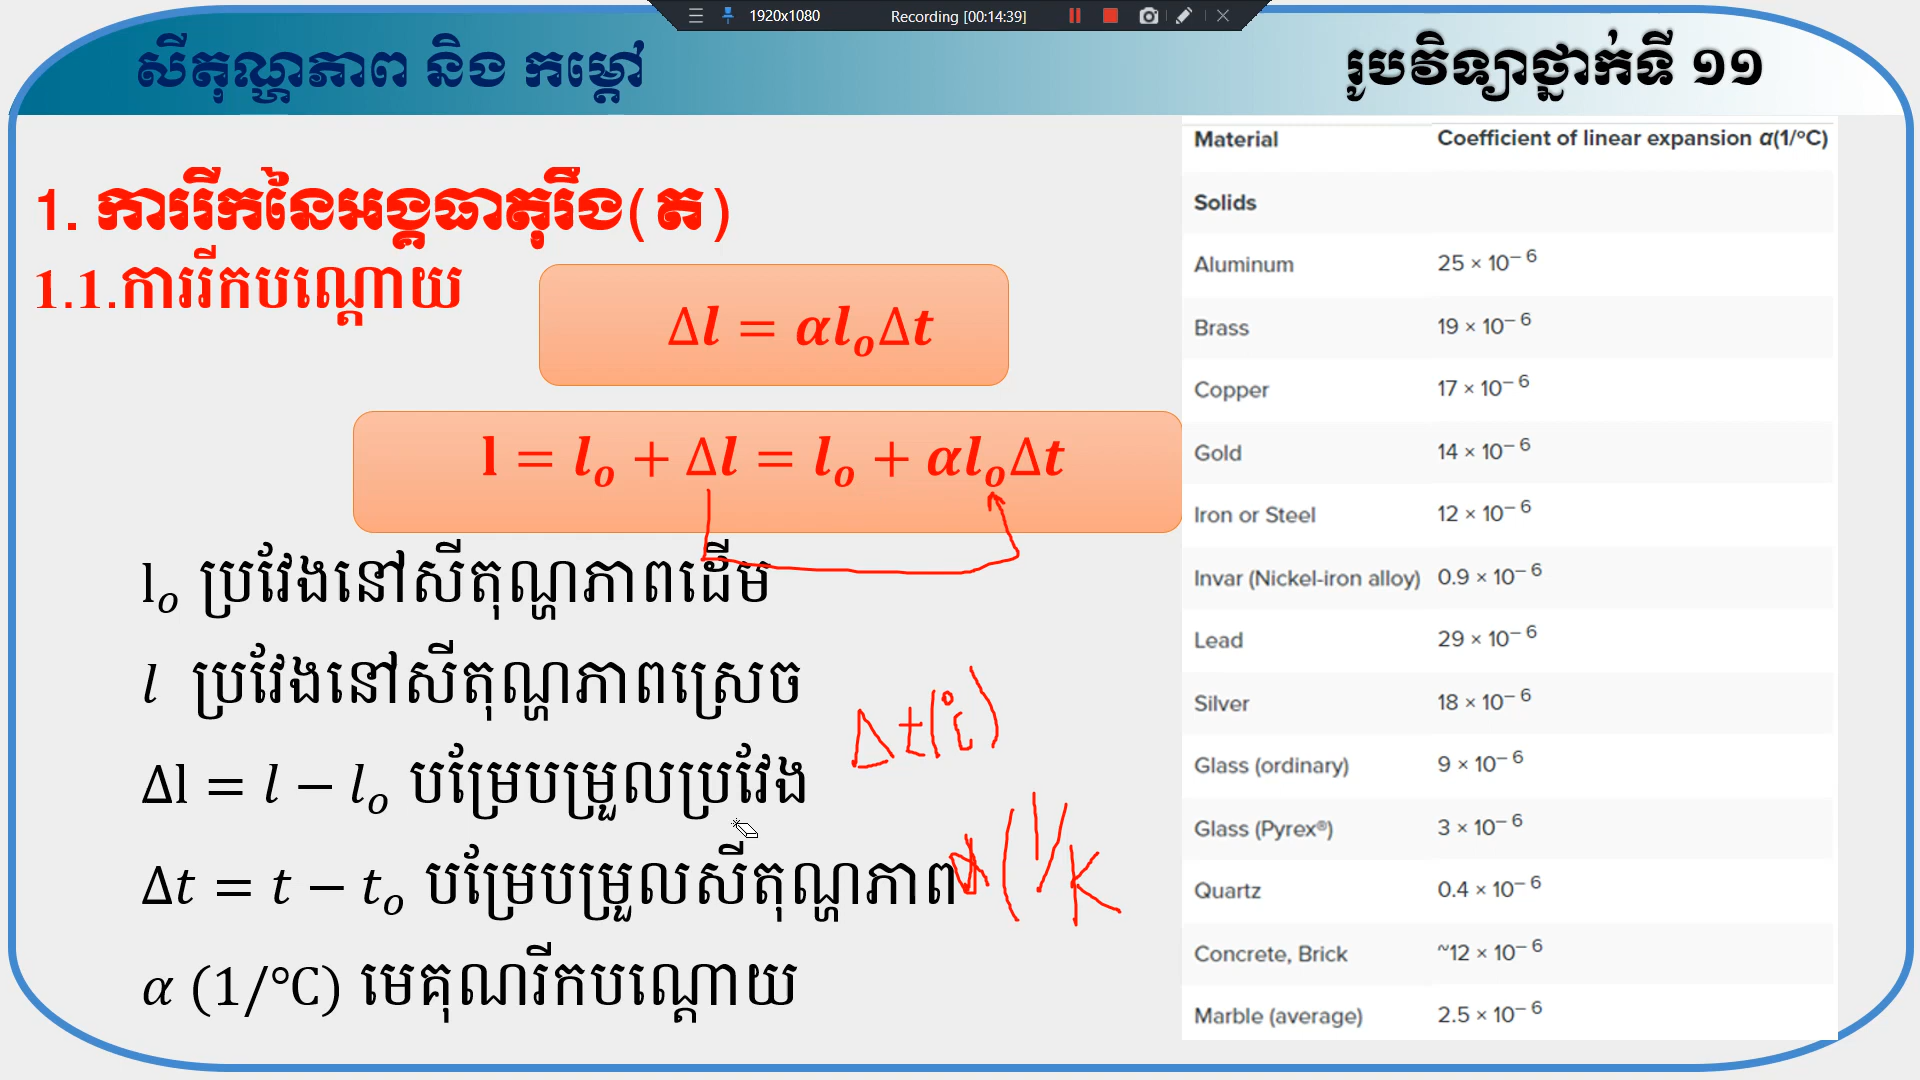 1920x1080
Recording [00:14:39]
សីតុណ្ហភាព និង កម្ដៅ
រូបវិទ្យាថ្នាក់ទី ១១
1. ការរីកនៃអង្គធាតុរឹង(ត)
1.1.ការរីកបណ្ដោយ
Δl = αlₒΔt
l = lₒ + Δl = lₒ + αlₒΔt
lₒ ប្រវែងនៅសីតុណ្ហភាពដើម
l ប្រវែងនៅសីតុណ្ហភាពស្រេច
Δl = l − lₒ បម្រែបម្រួលប្រវែង
Δt = t − tₒ បម្រែបម្រួលសីតុណ្ហភាព
α (1/°C) មេគុណរីកបណ្ដោយ
Δt(°C)
α(1/K
Material Coefficient of linear expansion α(1/°C)
Solids
Aluminum 25 × 10⁻⁶
Brass 19 × 10⁻⁶
Copper 17 × 10⁻⁶
Gold 14 × 10⁻⁶
Iron or Steel 12 × 10⁻⁶
Invar (Nickel-iron alloy) 0.9 × 10⁻⁶
Lead 29 × 10⁻⁶
Silver 18 × 10⁻⁶
Glass (ordinary) 9 × 10⁻⁶
Glass (Pyrex®) 3 × 10⁻⁶
Quartz 0.4 × 10⁻⁶
Concrete, Brick ~12 × 10⁻⁶
Marble (average) 2.5 × 10⁻⁶